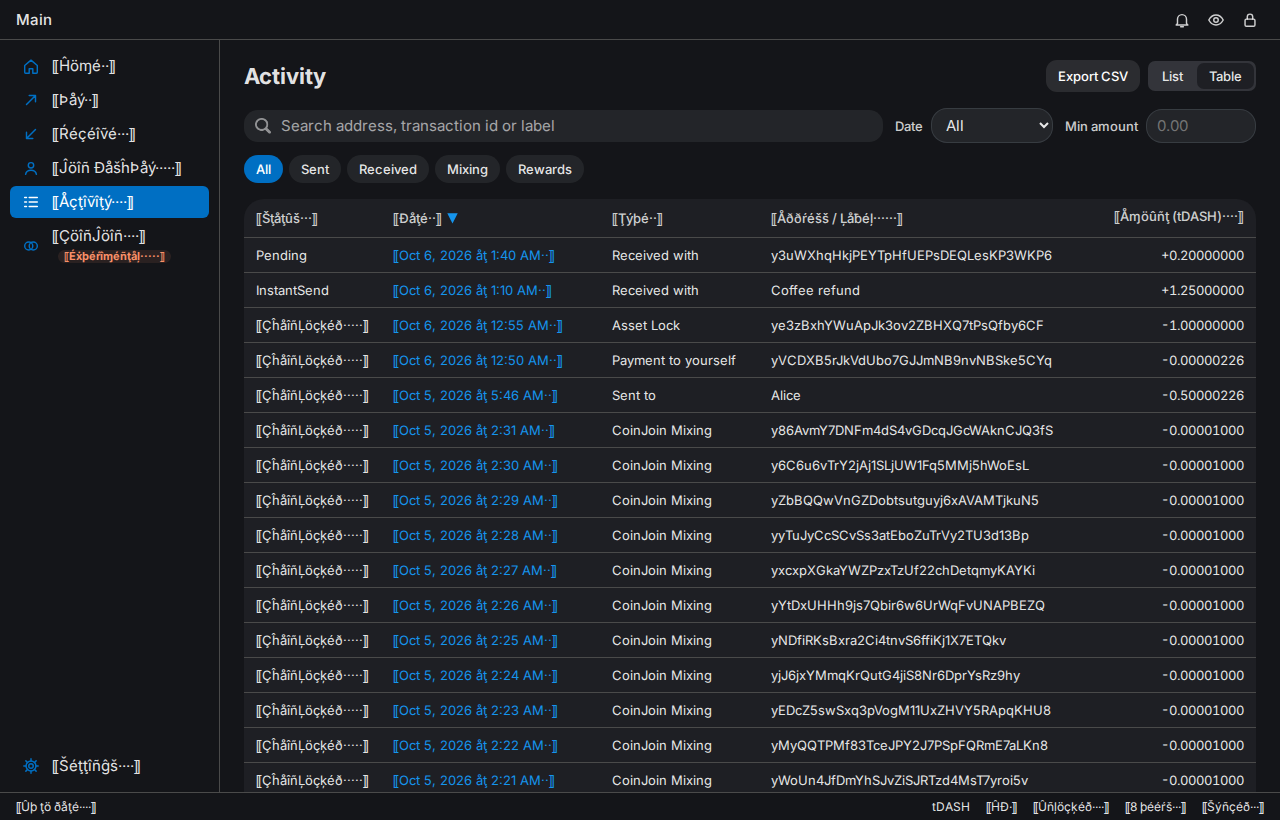 Main
⟦Ĥöɱé··⟧
⟦Þåý··⟧
⟦Ŕéçéîṽé···⟧
⟦Ĵöîñ ÐåšĥÞåý·····⟧
⟦Åçţîṽîţý····⟧
⟦ÇöîñĴöîñ····⟧
⟦Éẋþéŕîɱéñţåļ·····⟧
⟦Šéţţîñĝš····⟧
Activity
Export CSV
List
Table
Search address, transaction id or label
Date
All
Min amount
0.00
All
Sent
Received
Mixing
Rewards
⟦Šţåţûš···⟧ ⟦Ðåţé··⟧ ▼ ⟦Ţýþé··⟧ ⟦Åððŕéšš / Ļåƀéļ······⟧ ⟦Åɱöûñţ (tDASH)····⟧
Pending ⟦Oct 6, 2026 åţ 1:40 AM··⟧ Received with y3uWXhqHkjPEYTpHfUEPsDEQLesKP3WKP6 +0.20000000
InstantSend ⟦Oct 6, 2026 åţ 1:10 AM··⟧ Received with Coffee refund +1.25000000
⟦ÇĥåîñĻöçķéð·····⟧ ⟦Oct 6, 2026 åţ 12:55 AM··⟧ Asset Lock ye3zBxhYWuApJk3ov2ZBHXQ7tPsQfby6CF -1.00000000
⟦ÇĥåîñĻöçķéð·····⟧ ⟦Oct 6, 2026 åţ 12:50 AM··⟧ Payment to yourself yVCDXB5rJkVdUbo7GJJmNB9nvNBSke5CYq -0.00000226
⟦ÇĥåîñĻöçķéð·····⟧ ⟦Oct 5, 2026 åţ 5:46 AM··⟧ Sent to Alice -0.50000226
⟦ÇĥåîñĻöçķéð·····⟧ ⟦Oct 5, 2026 åţ 2:31 AM··⟧ CoinJoin Mixing y86AvmY7DNFm4dS4vGDcqJGcWAknCJQ3fS -0.00001000
⟦ÇĥåîñĻöçķéð·····⟧ ⟦Oct 5, 2026 åţ 2:30 AM··⟧ CoinJoin Mixing y6C6u6vTrY2jAj1SLjUW1Fq5MMj5hWoEsL -0.00001000
⟦ÇĥåîñĻöçķéð·····⟧ ⟦Oct 5, 2026 åţ 2:29 AM··⟧ CoinJoin Mixing yZbBQQwVnGZDobtsutguyj6xAVAMTjkuN5 -0.00001000
⟦ÇĥåîñĻöçķéð·····⟧ ⟦Oct 5, 2026 åţ 2:28 AM··⟧ CoinJoin Mixing yyTuJyCcSCvSs3atEboZuTrVy2TU3d13Bp -0.00001000
⟦ÇĥåîñĻöçķéð·····⟧ ⟦Oct 5, 2026 åţ 2:27 AM··⟧ CoinJoin Mixing yxcxpXGkaYWZPzxTzUf22chDetqmyKAYKi -0.00001000
⟦ÇĥåîñĻöçķéð·····⟧ ⟦Oct 5, 2026 åţ 2:26 AM··⟧ CoinJoin Mixing yYtDxUHHh9js7Qbir6w6UrWqFvUNAPBEZQ -0.00001000
⟦ÇĥåîñĻöçķéð·····⟧ ⟦Oct 5, 2026 åţ 2:25 AM··⟧ CoinJoin Mixing yNDfiRKsBxra2Ci4tnvS6ffiKj1X7ETQkv -0.00001000
⟦ÇĥåîñĻöçķéð·····⟧ ⟦Oct 5, 2026 åţ 2:24 AM··⟧ CoinJoin Mixing yjJ6jxYMmqKrQutG4jiS8Nr6DprYsRz9hy -0.00001000
⟦ÇĥåîñĻöçķéð·····⟧ ⟦Oct 5, 2026 åţ 2:23 AM··⟧ CoinJoin Mixing yEDcZ5swSxq3pVogM11UxZHVY5RApqKHU8 -0.00001000
⟦ÇĥåîñĻöçķéð·····⟧ ⟦Oct 5, 2026 åţ 2:22 AM··⟧ CoinJoin Mixing yMyQQTPMf83TceJPY2J7PSpFQRmE7aLKn8 -0.00001000
⟦ÇĥåîñĻöçķéð·····⟧ ⟦Oct 5, 2026 åţ 2:21 AM··⟧ CoinJoin Mixing yWoUn4JfDmYhSJvZiSJRTzd4MsT7yroi5v -0.00001000
⟦Ûþ ţö ðåţé····⟧
tDASH ⟦ĤÐ·⟧ ⟦Ûñļöçķéð····⟧ ⟦8 þééŕš···⟧ ⟦Šýñçéð···⟧